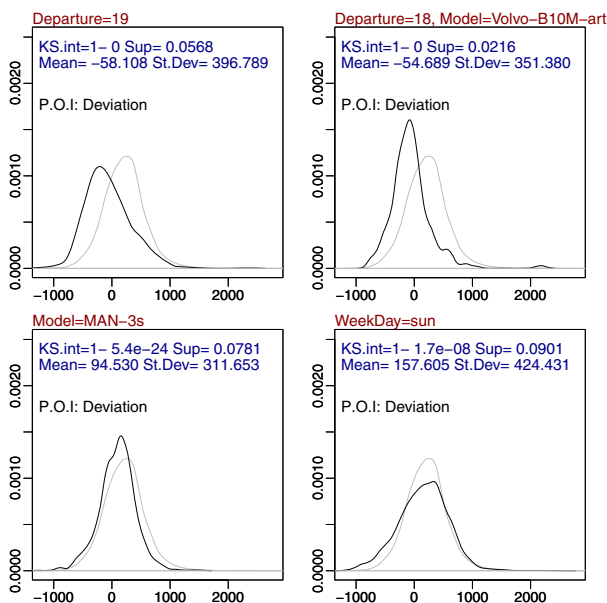 Departure=19
KS.int=1− 0 Sup= 0.0568
Mean= −58.108 St.Dev= 396.789
P.O.I: Deviation
0.0000 0.0010 0.0020
−1000 0 1000 2000
Departure=18, Model=Volvo−B10M−art
KS.int=1− 0 Sup= 0.0216
Mean= −54.689 St.Dev= 351.380
P.O.I: Deviation
0.0000 0.0010 0.0020
−1000 0 1000 2000
Model=MAN−3s
KS.int=1− 5.4e−24 Sup= 0.0781
Mean= 94.530 St.Dev= 311.653
P.O.I: Deviation
0.0000 0.0010 0.0020
−1000 0 1000 2000
WeekDay=sun
KS.int=1− 1.7e−08 Sup= 0.0901
Mean= 157.605 St.Dev= 424.431
P.O.I: Deviation
0.0000 0.0010 0.0020
−1000 0 1000 2000